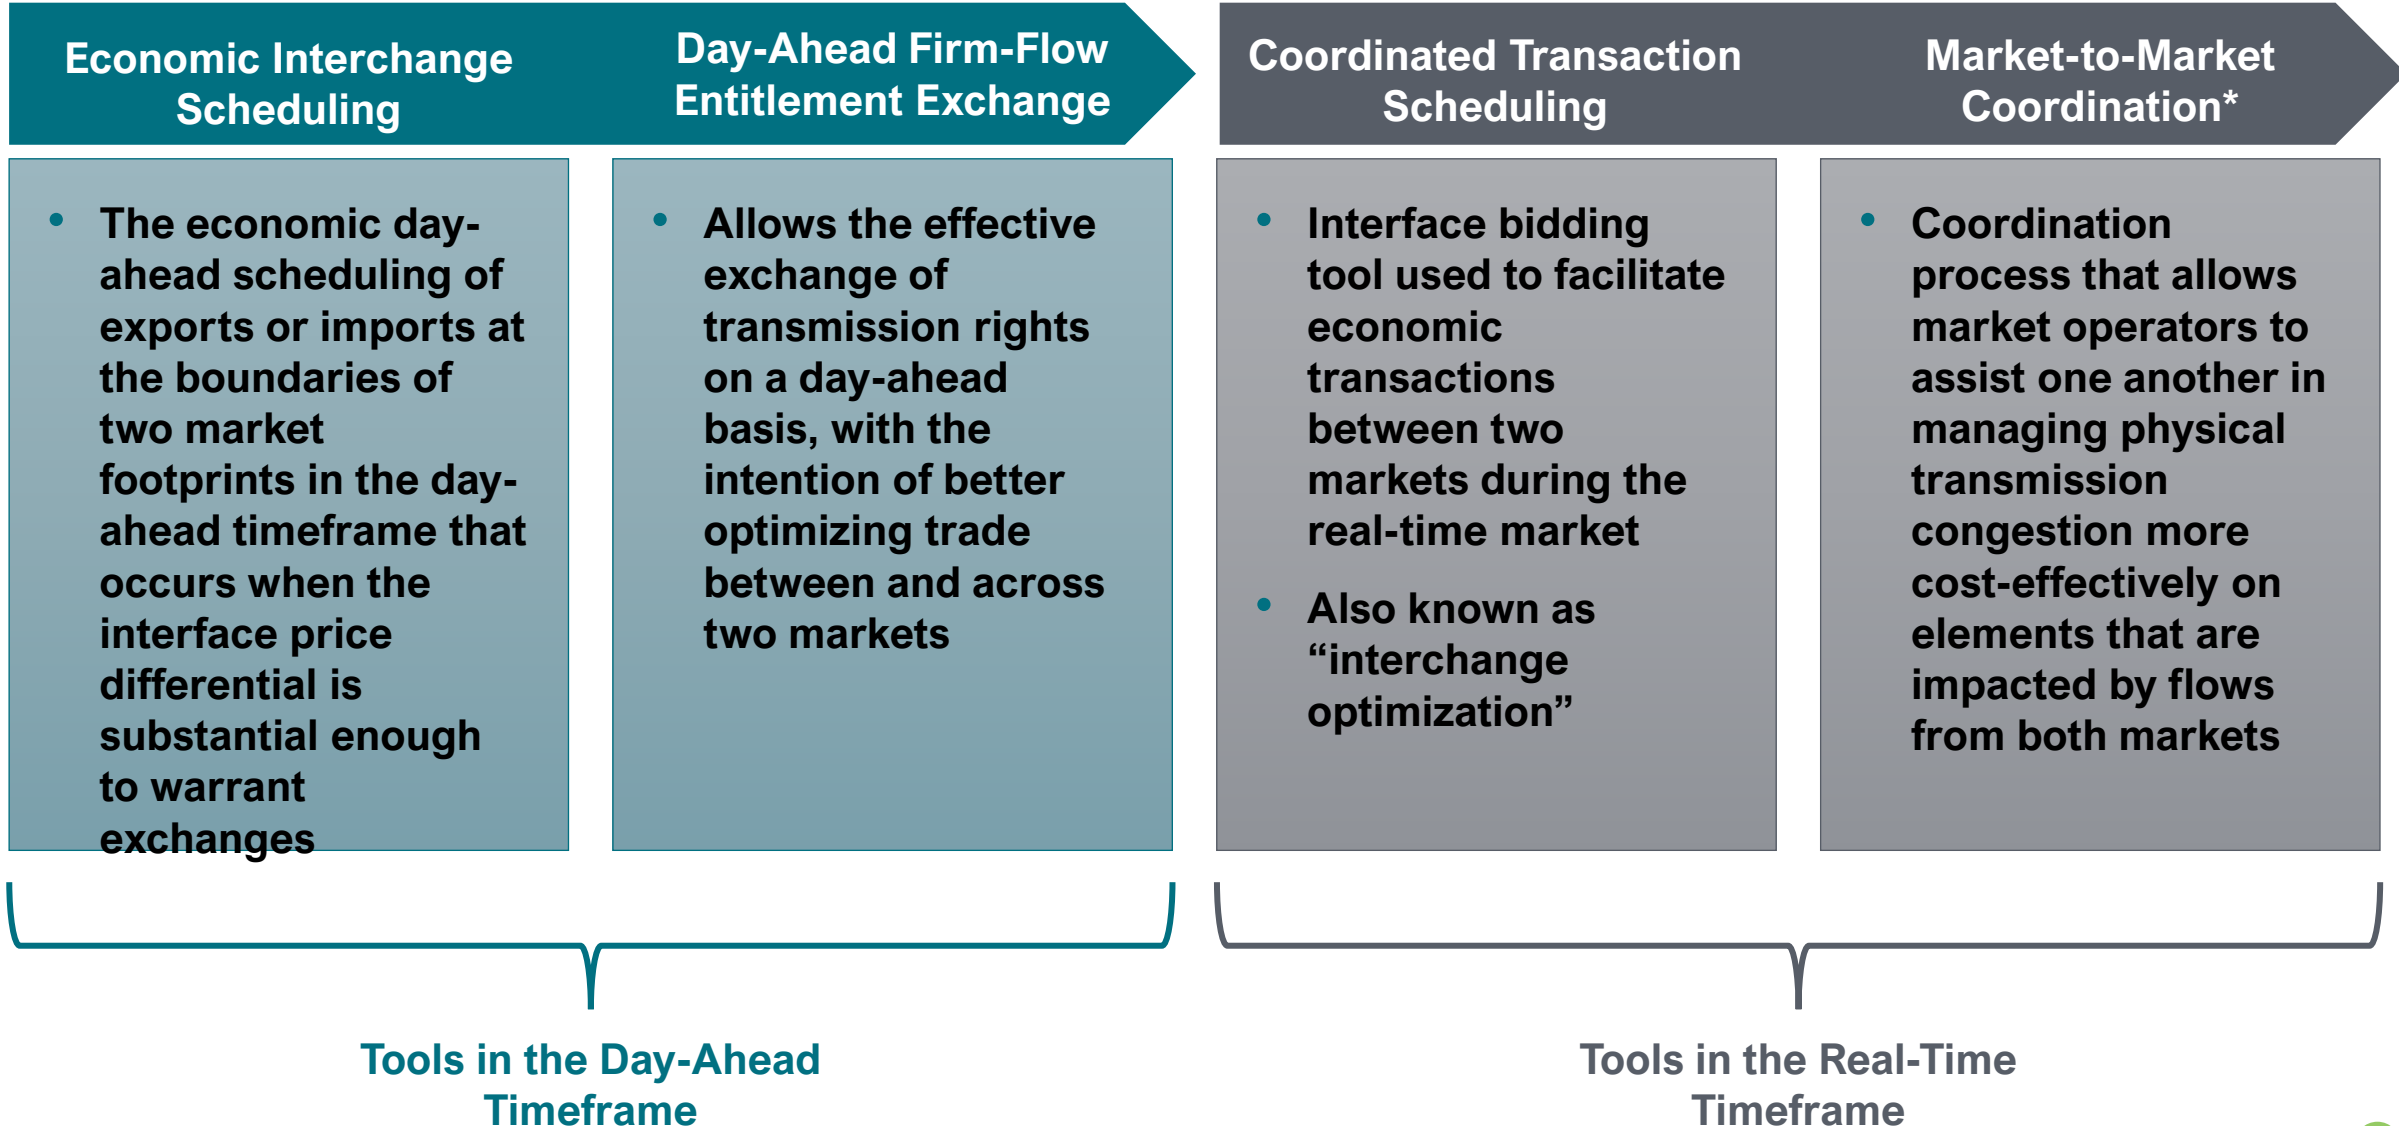 Economic Interchange
Scheduling
Day-Ahead Firm-Flow
Entitlement Exchange
Coordinated Transaction
Scheduling
Market-to-Market
Coordination*
• The economic day-
ahead scheduling of
exports or imports at
the boundaries of
two market
footprints in the day-
ahead timeframe that
occurs when the
interface price
differential is
substantial enough
to warrant
exchanges
• Allows the effective
exchange of
transmission rights
on a day-ahead
basis, with the
intention of better
optimizing trade
between and across
two markets
• Interface bidding
tool used to facilitate
economic
transactions
between two
markets during the
real-time market
• Also known as
“interchange
optimization”
• Coordination
process that allows
market operators to
assist one another in
managing physical
transmission
congestion more
cost-effectively on
elements that are
impacted by flows
from both markets
Tools in the Day-Ahead
Timeframe
Tools in the Real-Time
Timeframe